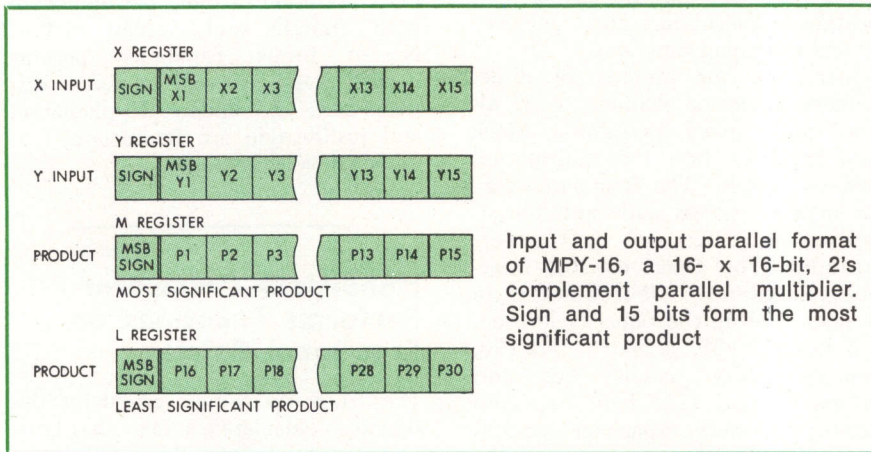 X REGISTER
X INPUT SIGN MSB X1 X2 X3 X13 X14 X15
Y REGISTER
Y INPUT SIGN MSB Y1 Y2 Y3 Y13 Y14 Y15
M REGISTER
PRODUCT MSB SIGN P1 P2 P3 P13 P14 P15
MOST SIGNIFICANT PRODUCT
L REGISTER
PRODUCT MSB SIGN P16 P17 P18 P28 P29 P30
LEAST SIGNIFICANT PRODUCT
Input and output parallel format
of MPY-16, a 16- x 16-bit, 2's
complement parallel multiplier.
Sign and 15 bits form the most
significant product